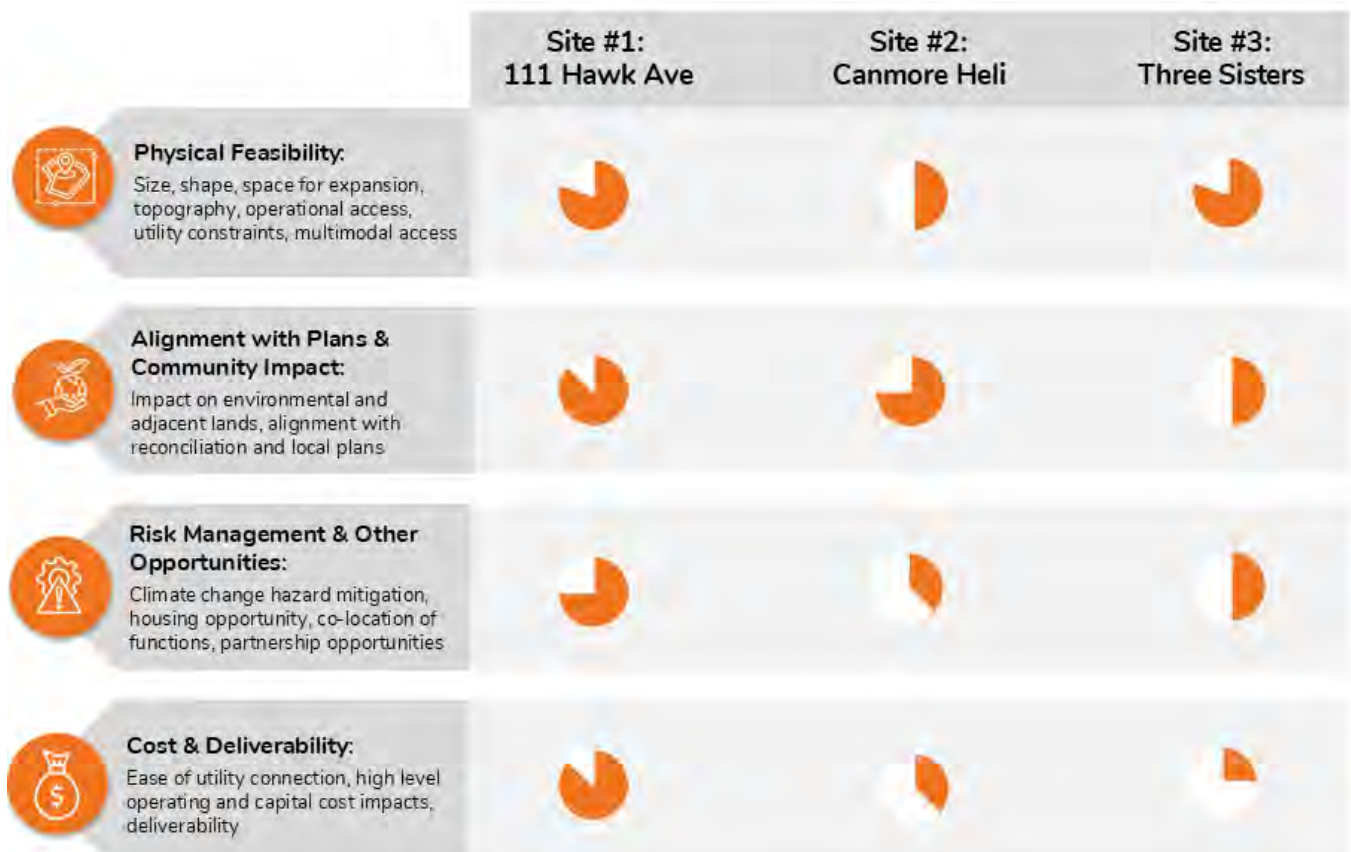 Site #1:
111 Hawk Ave
Site #2:
Canmore Heli
Site #3:
Three Sisters
Physical Feasibility:
Size, shape, space for expansion,
topography, operational access,
utility constraints, multimodal access
Alignment with Plans &
Community Impact:
Impact on environmental and
adjacent lands, alignment with
reconciliation and local plans
Risk Management & Other
Opportunities:
Climate change hazard mitigation,
housing opportunity, co-location of
functions, partnership opportunities
$
Cost & Deliverability:
Ease of utility connection, high level
operating and capital cost impacts,
deliverability